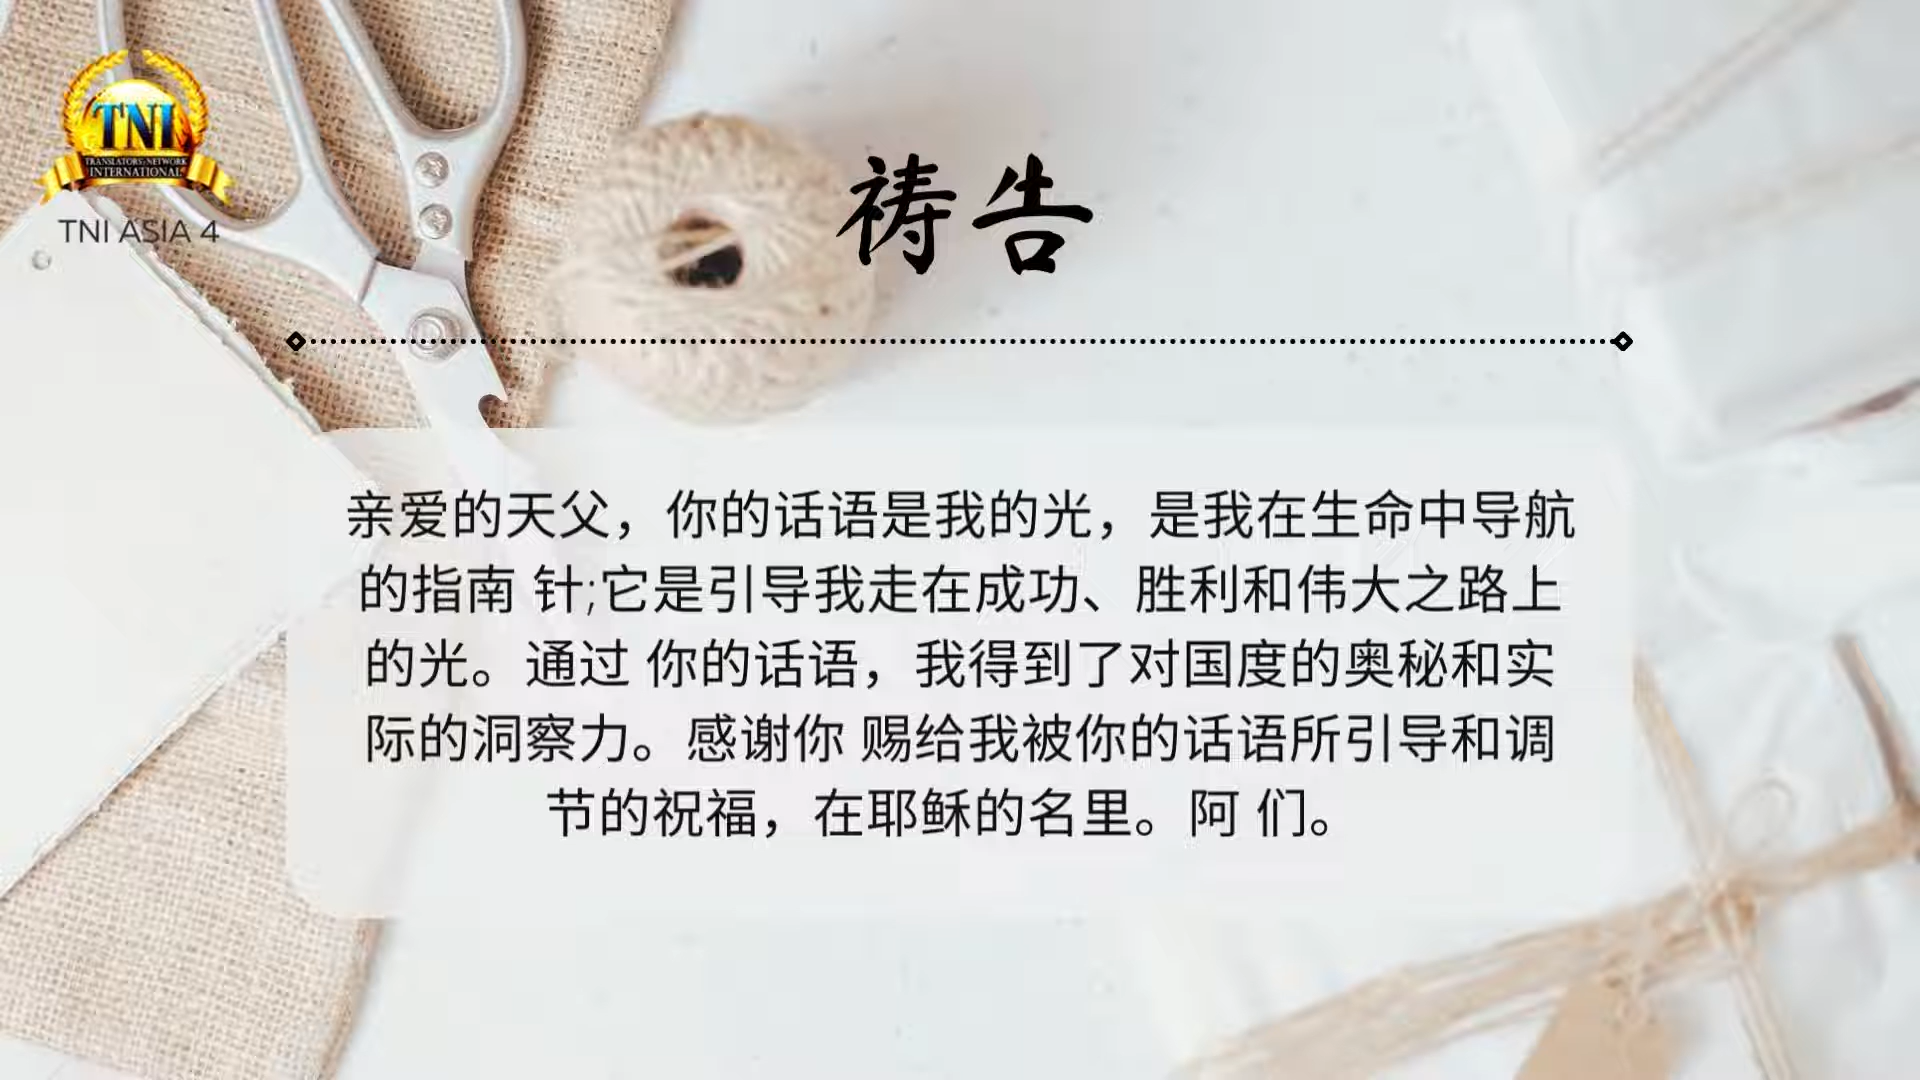 TNI
TRANSLATORS NETWORK
INTERNATIONAL
TNI ASIA 4
祷告
亲爱的天父，你的话语是我的光，是我在生命中导航
的指南 针;它是引导我走在成功、胜利和伟大之路上
的光。通过 你的话语，我得到了对国度的奥秘和实
际的洞察力。感谢你 赐给我被你的话语所引导和调
节的祝福，在耶稣的名里。阿 们。